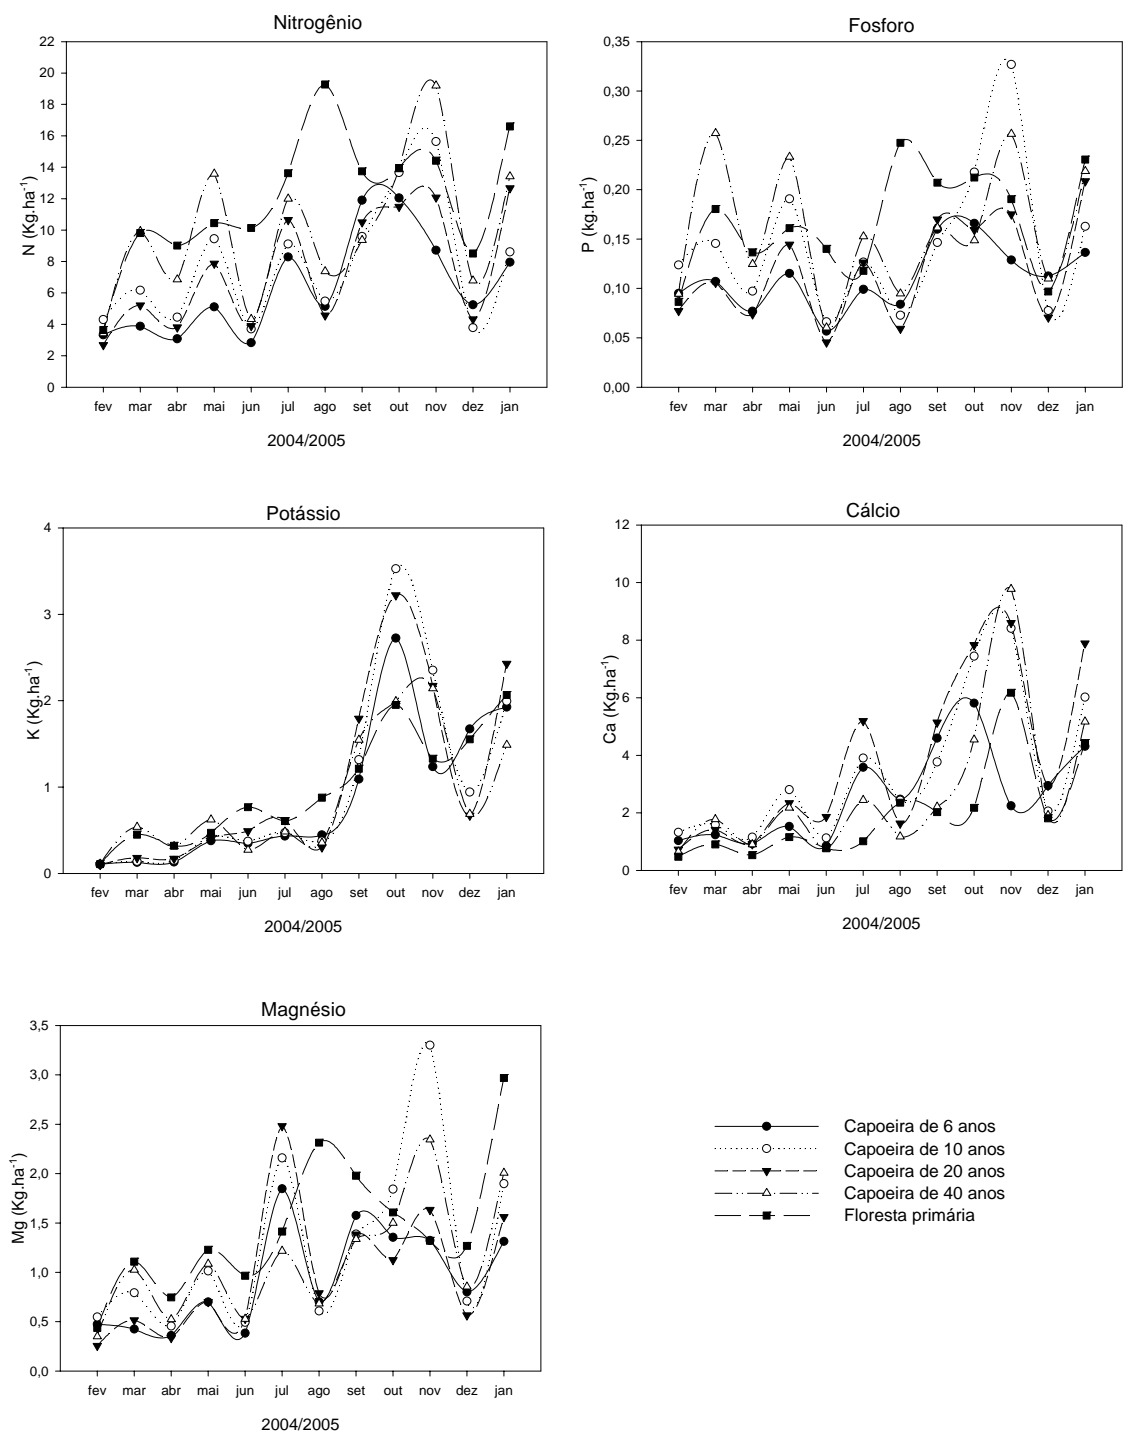 Nitrogênio
N (Kg.ha-1)
22
20
18
16
14
12
10
8
6
4
2
0
fev mar abr mai jun jul ago set out nov dez jan
2004/2005
Fosforo
P (kg.ha-1)
0,35
0,30
0,25
0,20
0,15
0,10
0,05
0,00
fev mar abr mai jun jul ago set out nov dez jan
2004/2005
Potássio
K (Kg.ha-1)
4
3
2
1
0
fev mar abr mai jun jul ago set out nov dez jan
2004/2005
Cálcio
Ca (Kg.ha-1)
12
10
8
6
4
2
0
fev mar abr mai jun jul ago set out nov dez jan
2004/2005
Magnésio
Mg (Kg.ha-1)
3,5
3,0
2,5
2,0
1,5
1,0
0,5
0,0
fev mar abr mai jun jul ago set out nov dez jan
2004/2005
Capoeira de 6 anos
Capoeira de 10 anos
Capoeira de 20 anos
Capoeira de 40 anos
Floresta primária